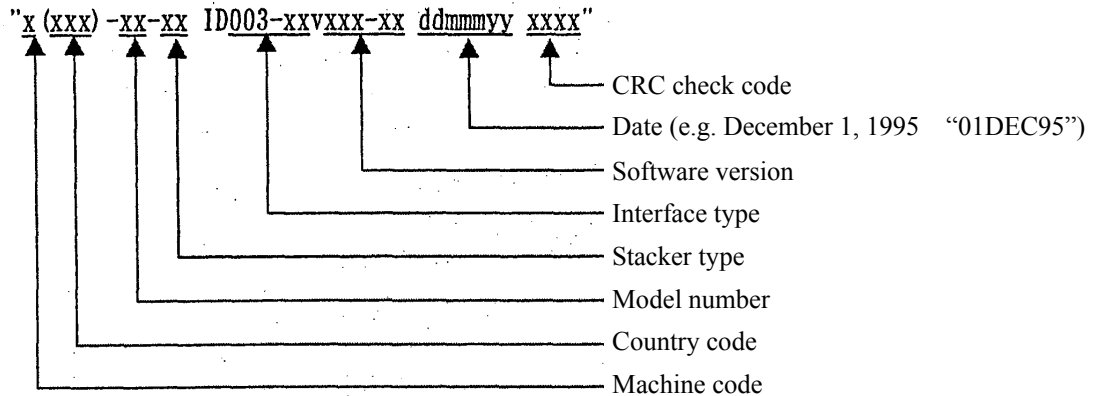 "x(xxx)-xx-xx ID003-xxvxxx-xx ddmmmyy xxxx"
CRC check code
Date (e.g. December 1, 1995 “01DEC95”)
Software version
Interface type
Stacker type
Model number
Country code
Machine code